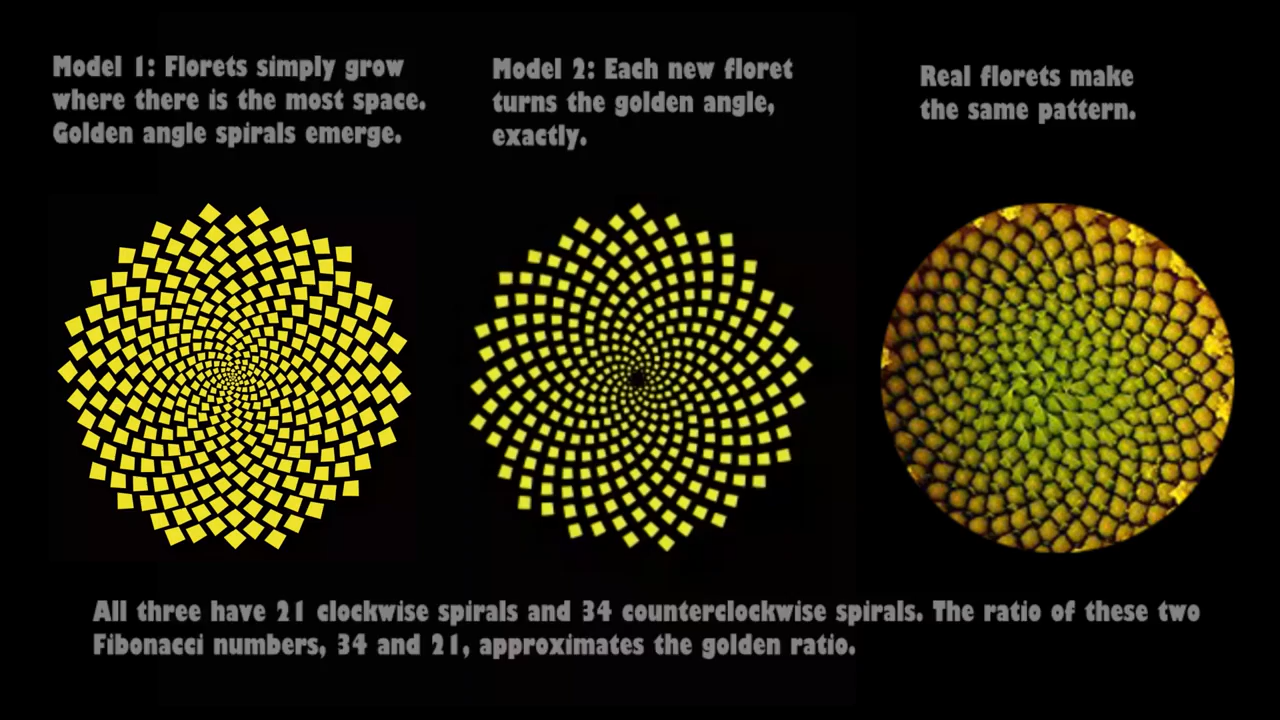 Model 1: Florets simply grow
where there is the most space.
Golden angle spirals emerge.
Model 2: Each new floret
turns the golden angle,
exactly.
Real florets make
the same pattern.
All three have 21 clockwise spirals and 34 counterclockwise spirals. The ratio of these two
Fibonacci numbers, 34 and 21, approximates the golden ratio.